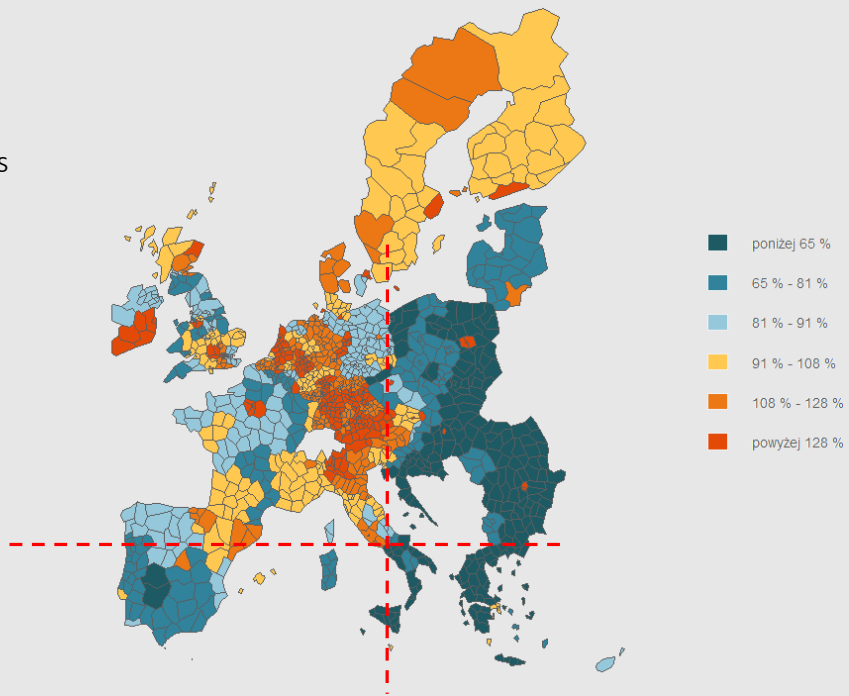 S
poniżej 65 %
65 % - 81 %
81 % - 91 %
91 % - 108 %
108 % - 128 %
powyżej 128 %